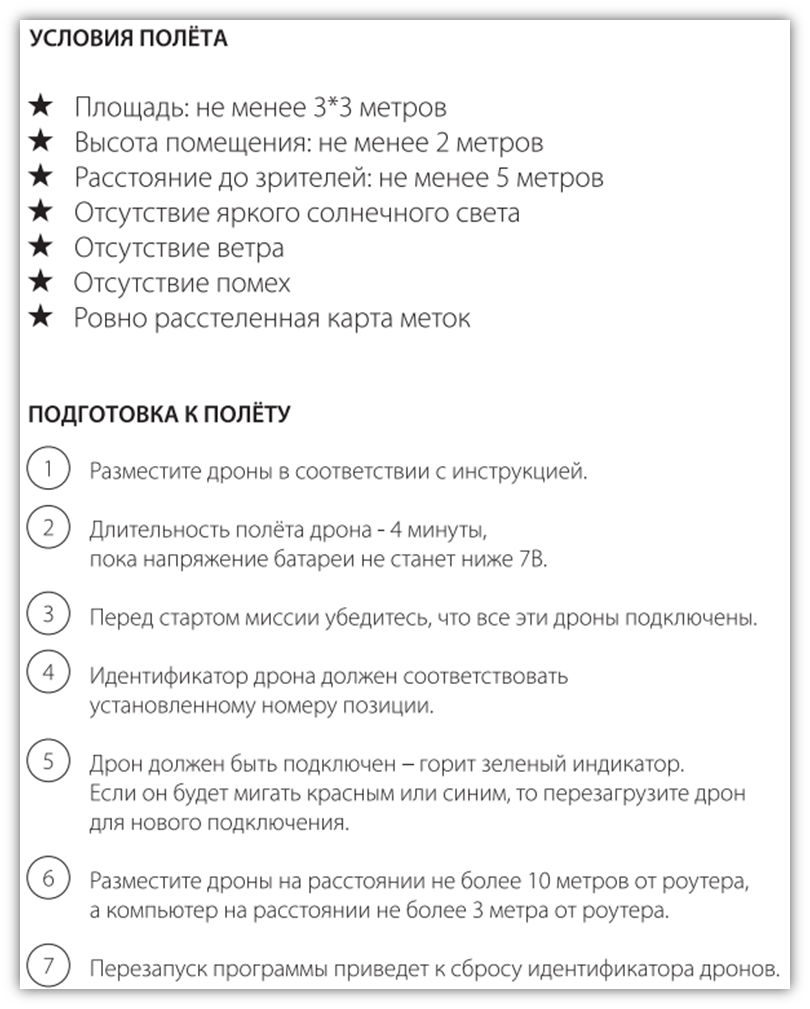 УСЛОВИЯ ПОЛЁТА
★ Площадь: не менее 3*3 метров
★ Высота помещения: не менее 2 метров
★ Расстояние до зрителей: не менее 5 метров
★ Отсутствие яркого солнечного света
★ Отсутствие ветра
★ Отсутствие помех
★ Ровно расстеленная карта меток
ПОДГОТОВКА К ПОЛЁТУ
1 Разместите дроны в соответствии с инструкцией.
2 Длительность полёта дрона - 4 минуты,
пока напряжение батареи не станет ниже 7В.
3 Перед стартом миссии убедитесь, что все эти дроны подключены.
4 Идентификатор дрона должен соответствовать
установленному номеру позиции.
5 Дрон должен быть подключен – горит зеленый индикатор.
Если он будет мигать красным или синим, то перезагрузите дрон
для нового подключения.
6 Разместите дроны на расстоянии не более 10 метров от роутера,
а компьютер на расстоянии не более 3 метра от роутера.
7 Перезапуск программы приведет к сбросу идентификатора дронов.